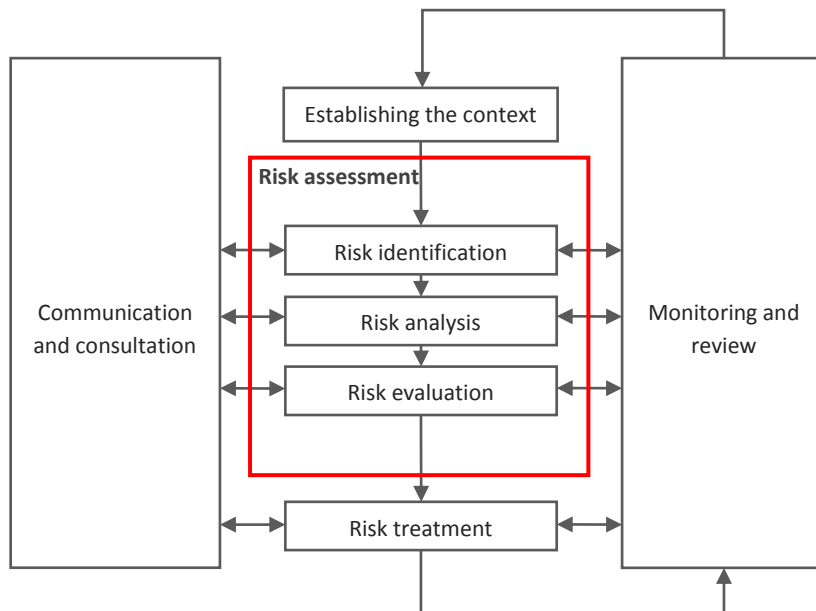 Establishing the context
Risk assessment
Risk identification
Risk analysis
Risk evaluation
Risk treatment
Communication
and consultation
Monitoring and
review